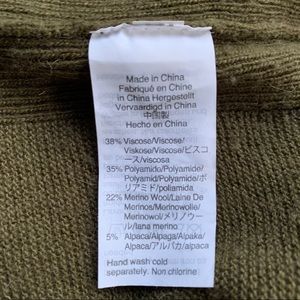 Made in China
Fabriqué en Chine
in China Hergestellt
Vervaardigd in China
中国製
Hecho en China
38% Viscose/Viscose/
Viskose/Viscose/ビスコ
ース/viscosa
35% Polyamide/Polyamide/
Polyamid/Polyamide/ポ
リアミド/poliamida
22% Merino Wool/Laine De
Merinos/Merinowolle/
Merinowol/メリノウー
ル/lana merino
5% Alpaca/Alpaga/Alpaka/
Alpaca/アルパカ/alpaca
Hand wash cold
separately. Non chlorine